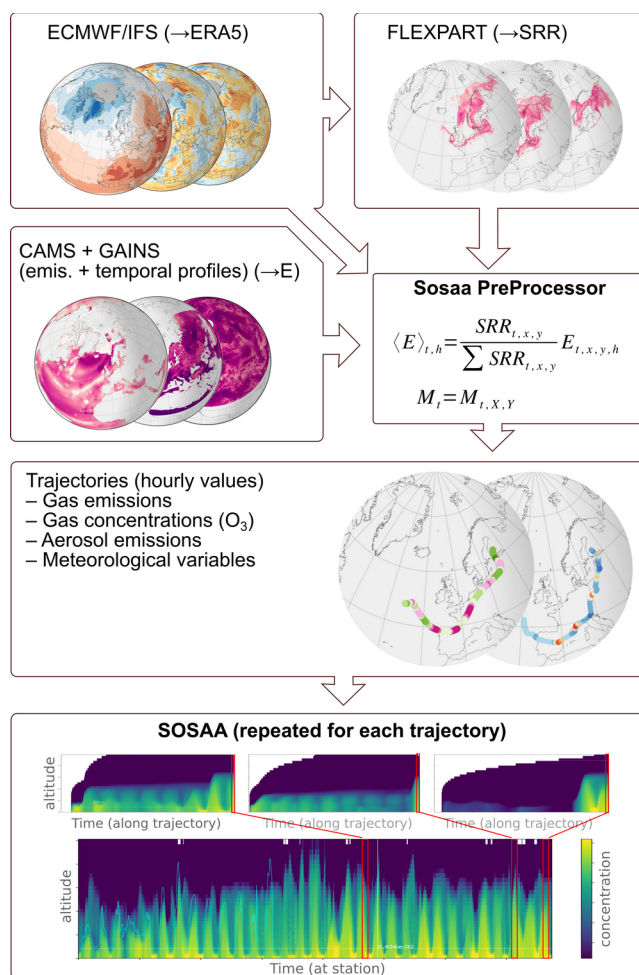 ECMWF/IFS (→ERA5)
FLEXPART (→SRR)
CAMS + GAINS
(emis. + temporal profiles) (→E)
Sosaa PreProcessor
⟨E⟩t,h = SRRt,x,y / ∑ SRRt,x,y Et,x,y,h
Mt = Mt,X,Y
Trajectories (hourly values)
– Gas emissions
– Gas concentrations (O3)
– Aerosol emissions
– Meteorological variables
SOSAA (repeated for each trajectory)
altitude
Time (along trajectory)
Time (along trajectory)
Time (along trajectory)
altitude
concentration
Time (at station)